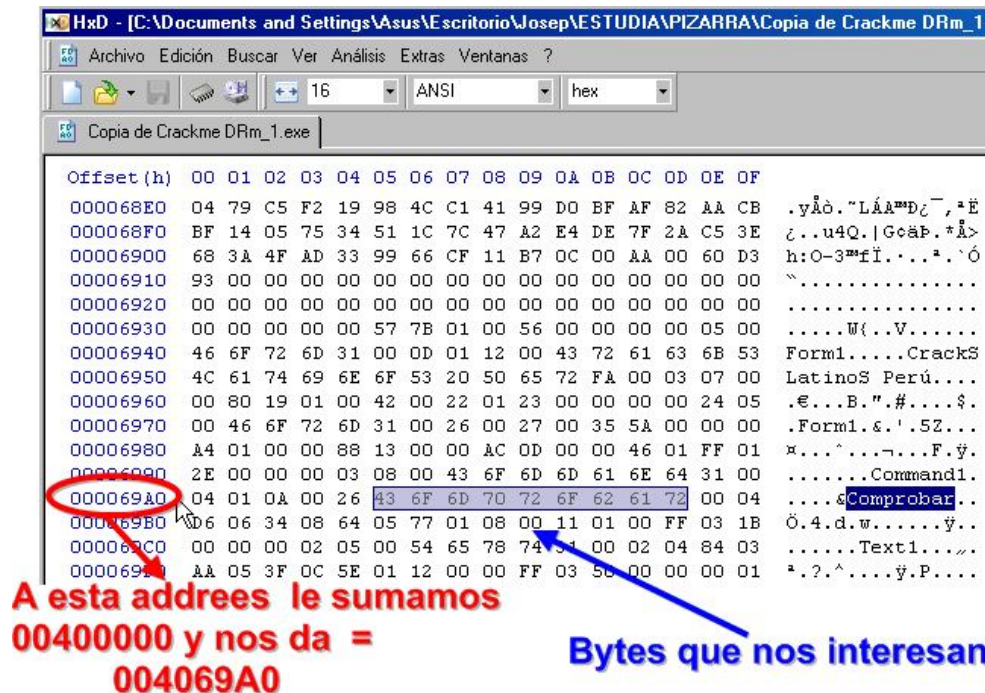 HxD - [C:\Documents and Settings\Asus\Escritorio\Josep\ESTUDIA\PIZARRA\Copia de Crackme DRm_1
Archivo Edición Buscar Ver Análisis Extras Ventanas ?
16 ANSI hex
Copia de Crackme DRm_1.exe
Offset(h) 00 01 02 03 04 05 06 07 08 09 0A 0B 0C 0D 0E 0F
000068E0 04 79 C5 F2 19 98 4C C1 41 99 D0 BF AF 82 AA CB .yÅò.˜LÁA™Ð¿¯‚ªË
000068F0 BF 14 05 75 34 51 1C 7C 47 A2 E4 DE 7F 2A C5 3E ¿..u4Q.|G¢äÞ.*Å>
00006900 68 3A 4F AD 33 99 66 CF 11 B7 0C 00 AA 00 60 D3 h:O-3™fÏ.·..ª.`Ó
00006910 93 00 00 00 00 00 00 00 00 00 00 00 00 00 00 00 “...............
00006920 00 00 00 00 00 00 00 00 00 00 00 00 00 00 00 00 ................
00006930 00 00 00 00 00 57 7B 01 00 56 00 00 00 00 05 00 .....W{..V......
00006940 46 6F 72 6D 31 00 0D 01 12 00 43 72 61 63 6B 53 Form1.....CrackS
00006950 4C 61 74 69 6E 6F 53 20 50 65 72 FA 00 03 07 00 LatinoS Perú....
00006960 00 80 19 01 00 42 00 22 01 23 00 00 00 00 24 05 .€...B.".#....$.
00006970 00 46 6F 72 6D 31 00 26 00 27 00 35 5A 00 00 00 .Form1.&.'.5Z...
00006980 A4 01 00 00 88 13 00 00 AC 0D 00 00 46 01 FF 01 ¤...ˆ...¬...F.ÿ.
00006990 2E 00 00 00 03 08 00 43 6F 6D 6D 61 6E 64 31 00 .......Command1.
000069A0 04 01 0A 00 26 43 6F 6D 70 72 6F 62 61 72 00 04 ....&Comprobar..
000069B0 D6 06 34 08 64 05 77 01 08 00 11 01 00 FF 03 1B Ö.4.d.w......ÿ..
000069C0 00 00 00 02 05 00 54 65 78 74 31 00 02 04 84 03 ......Text1...„.
AA 05 3F 0C 5E 01 12 00 00 FF 03 50 00 00 00 01 ª.?.^....ÿ.P....
A esta addrees le sumamos
00400000 y nos da =
004069A0
Bytes que nos interesan